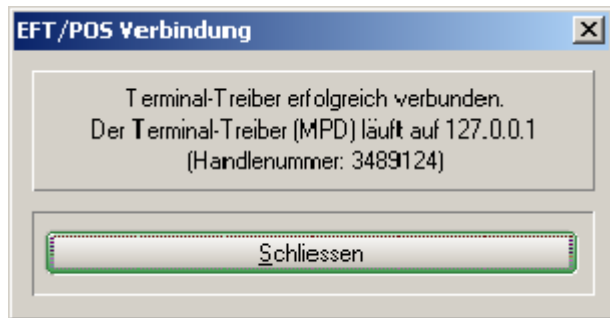 EFT/POS Verbindung
Terminal-Treiber erfolgreich verbunden.
Der Terminal-Treiber (MPD) läuft auf 127.0.0.1
(Handlenummer: 3489124)
Schliessen